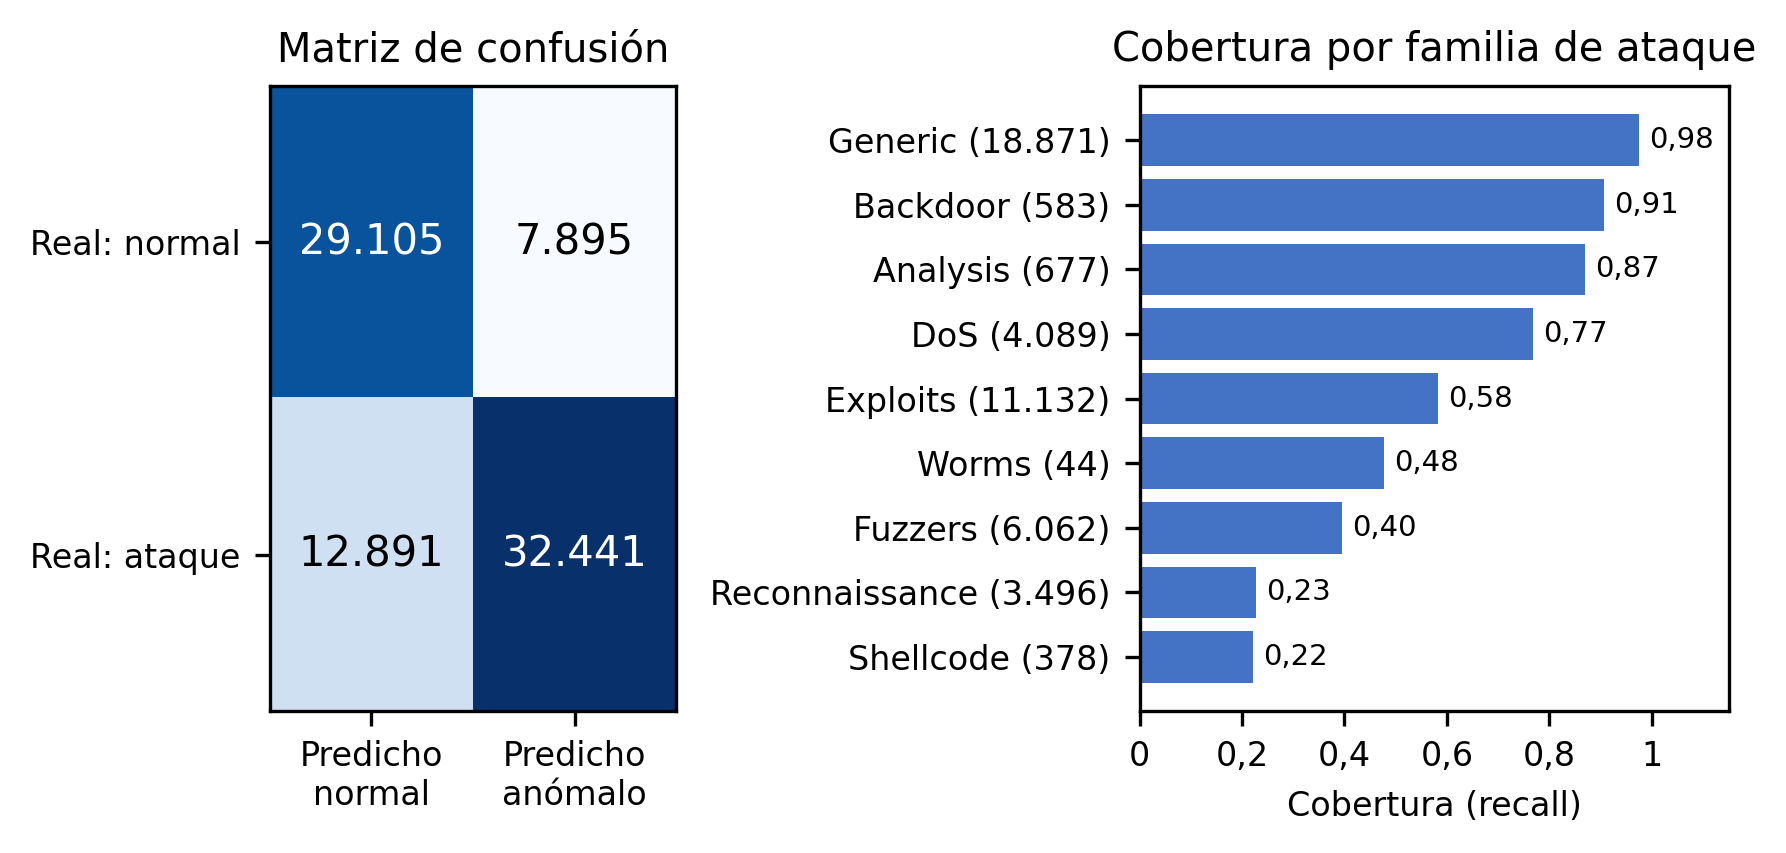 Matriz de confusión
Real: normal
29.105
7.895
Real: ataque
12.891
32.441
Predicho
normal
Predicho
anómalo
Cobertura por familia de ataque
Generic (18.871)
0,98
Backdoor (583)
0,91
Analysis (677)
0,87
DoS (4.089)
0,77
Exploits (11.132)
0,58
Worms (44)
0,48
Fuzzers (6.062)
0,40
Reconnaissance (3.496)
0,23
Shellcode (378)
0,22
0
0,2
0,4
0,6
0,8
1
Cobertura (recall)